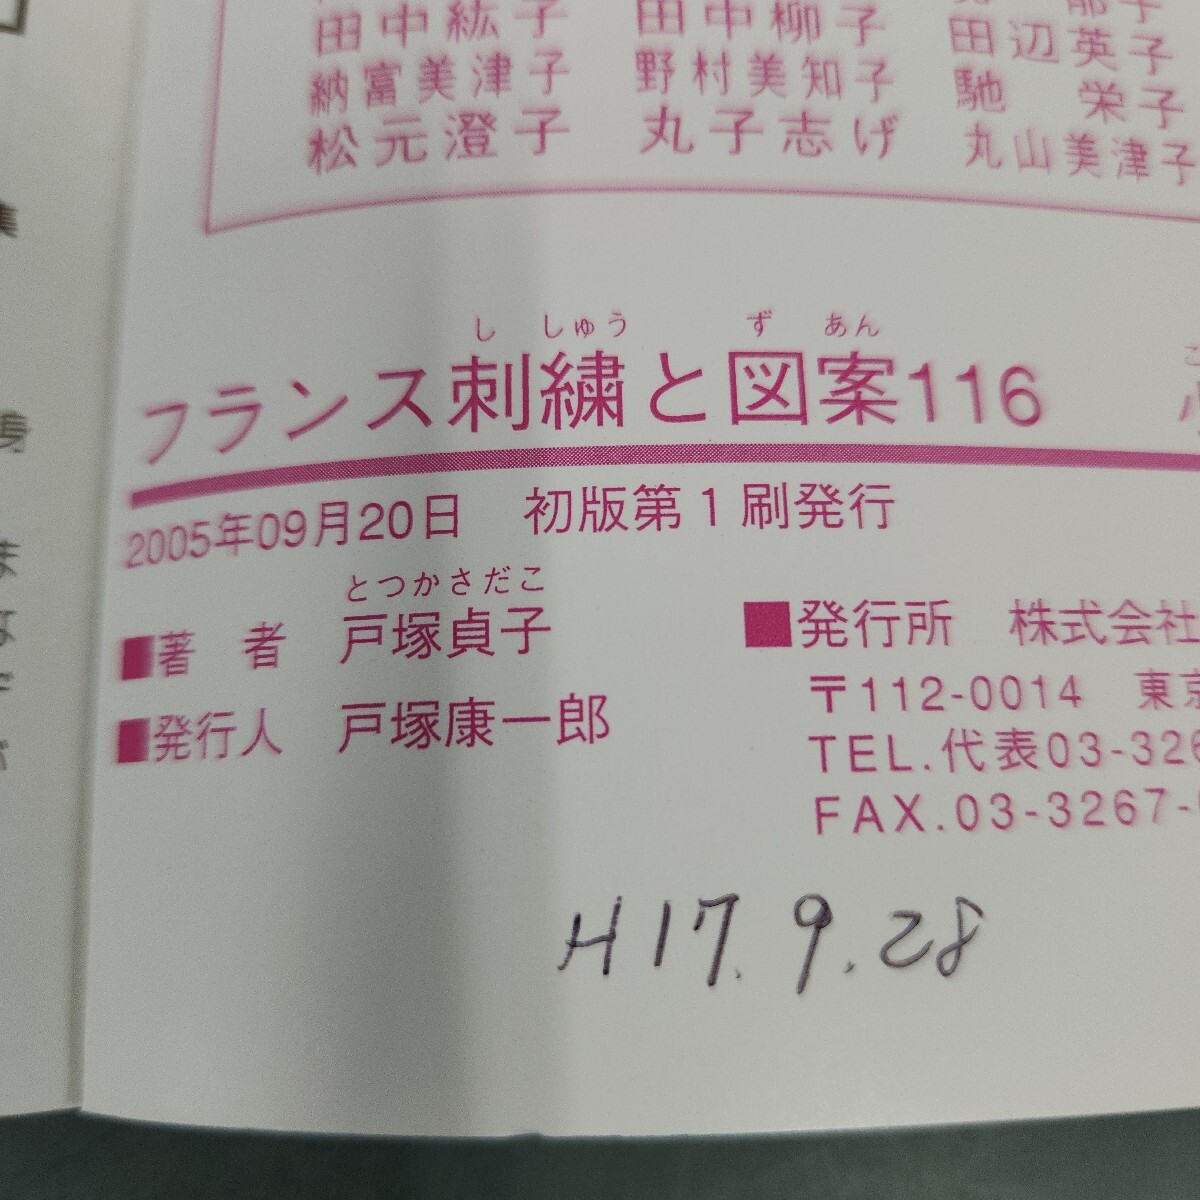 田中紘子 田中柳子 田辺英子
納富美津子 野村美知子 馳 栄子
松元澄子 丸子志げ 丸山美津子
し しゅう ず あん
フランス刺繍と図案116
2005年09月20日 初版第1刷発行
とつかさだこ
■著 者 戸塚貞子
■発行人 戸塚康一郎
■発行所 株式会社
〒112-0014 東京
TEL.代表03-326
FAX.03-3267-
H17.9.28